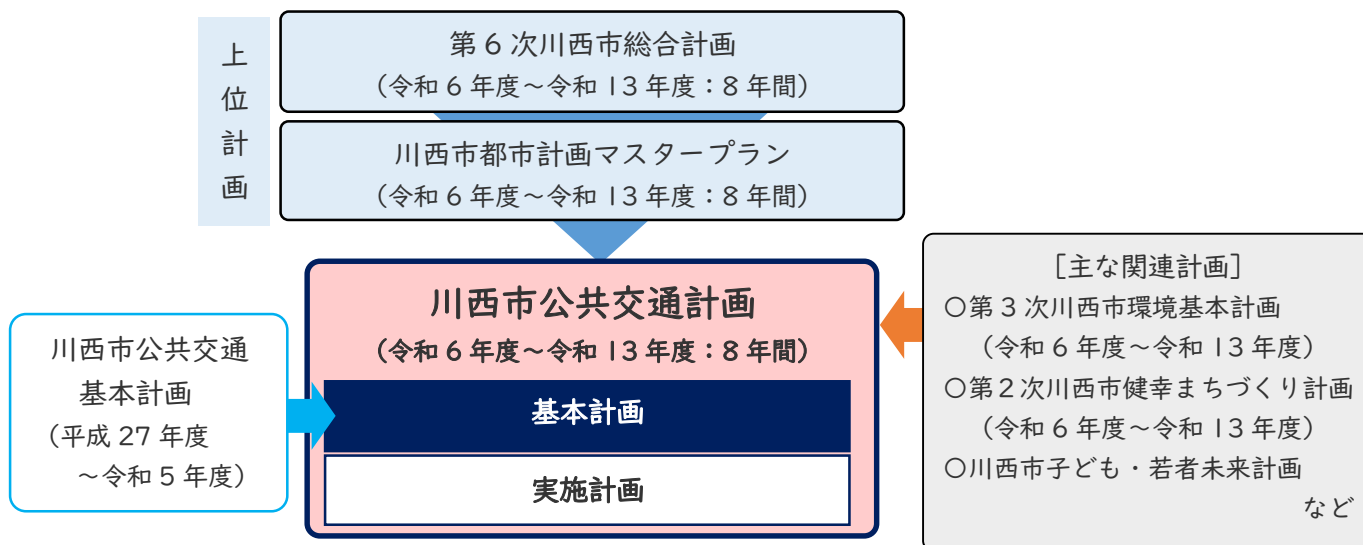 上位計画
第6次川西市総合計画
（令和6年度～令和13年度：8年間）
川西市都市計画マスタープラン
（令和6年度～令和13年度：8年間）
川西市公共交通計画
（令和6年度～令和13年度：8年間）
基本計画
実施計画
川西市公共交通
基本計画
（平成27年度
～令和5年度）
［主な関連計画］
〇第3次川西市環境基本計画
（令和6年度～令和13年度）
〇第2次川西市健幸まちづくり計画
（令和6年度～令和13年度）
〇川西市子ども・若者未来計画
など